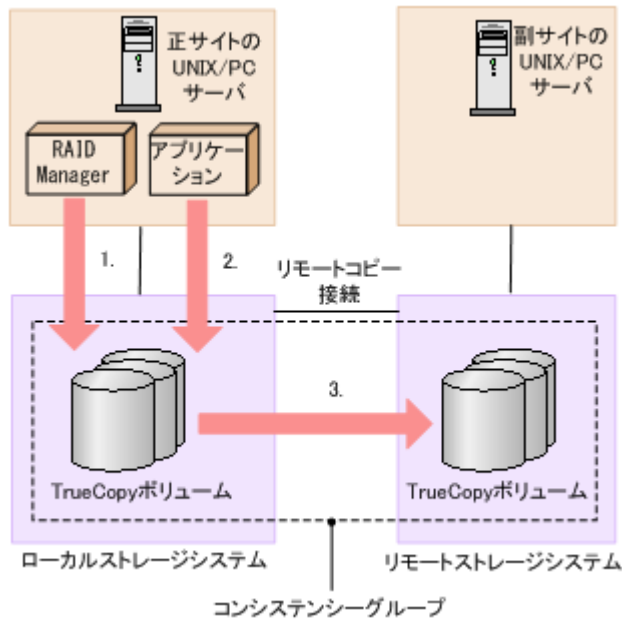 正サイトの
UNIX/PC
サーバ
副サイトの
UNIX/PC
サーバ
RAID
Manager
アプリケー
ション
1.
2.
リモートコピー
接続
3.
TrueCopyボリューム
TrueCopyボリューム
ローカルストレージシステム
リモートストレージシステム
コンシステンシーグループ